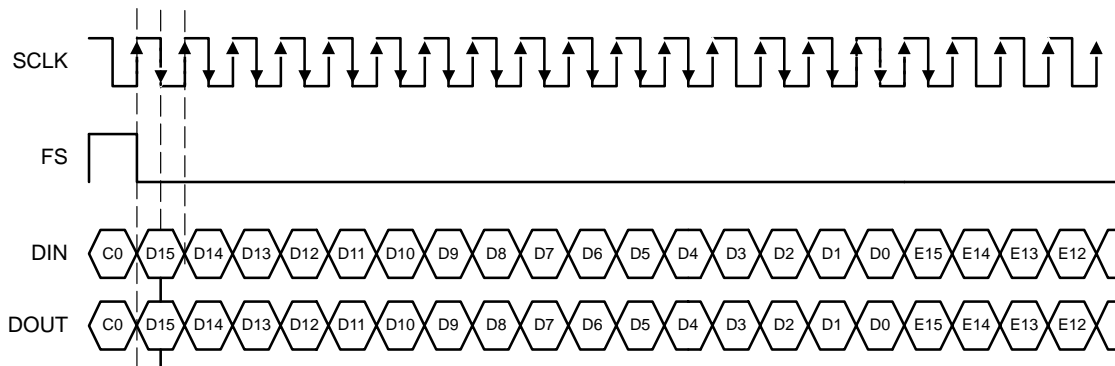 SCLK
FS
DIN C0 D15 D14 D13 D12 D11 D10 D9 D8 D7 D6 D5 D4 D3 D2 D1 D0 E15 E14 E13 E12
DOUT C0 D15 D14 D13 D12 D11 D10 D9 D8 D7 D6 D5 D4 D3 D2 D1 D0 E15 E14 E13 E12